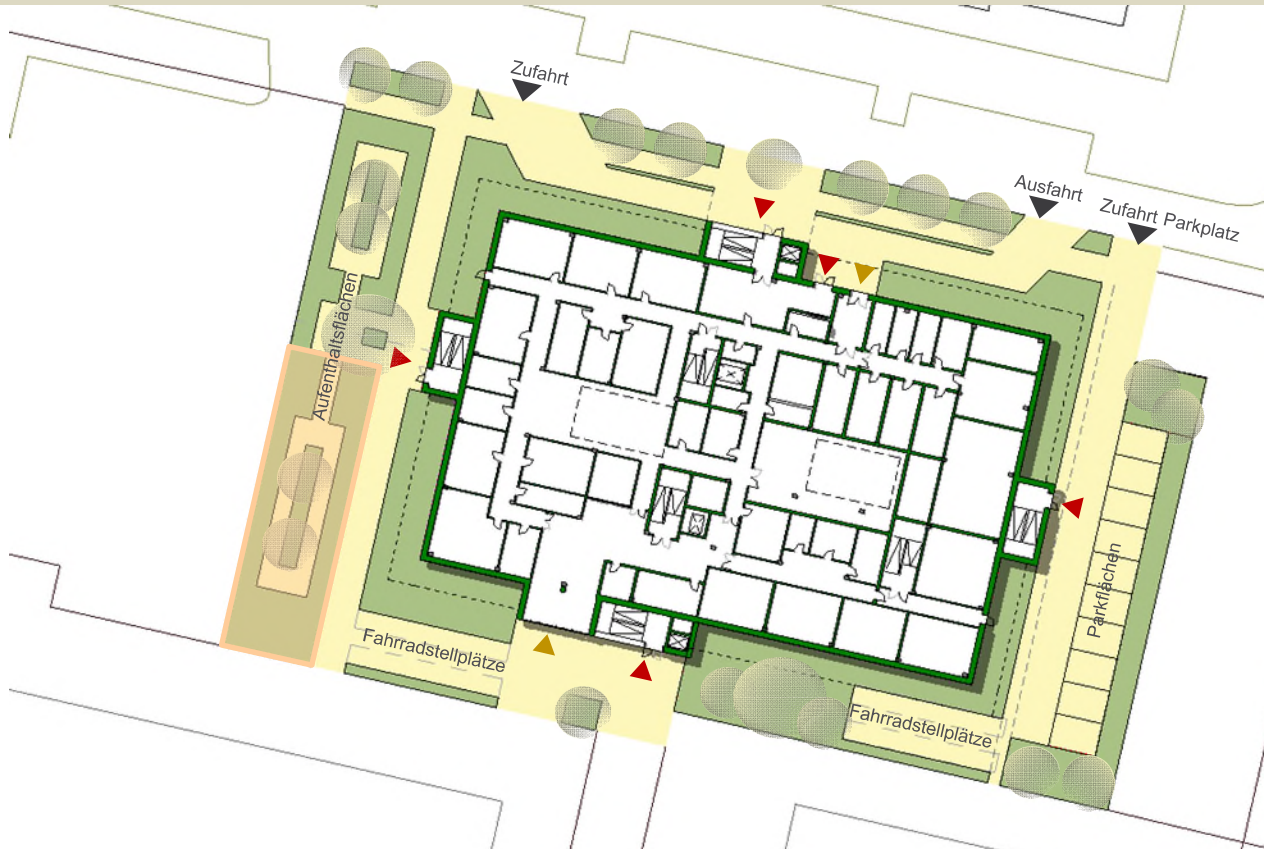 Zufahrt
Ausfahrt
Zufahrt Parkplatz
Aufenthaltsflächen
Parkflächen
Fahrradstellplätze
Fahrradstellplätze